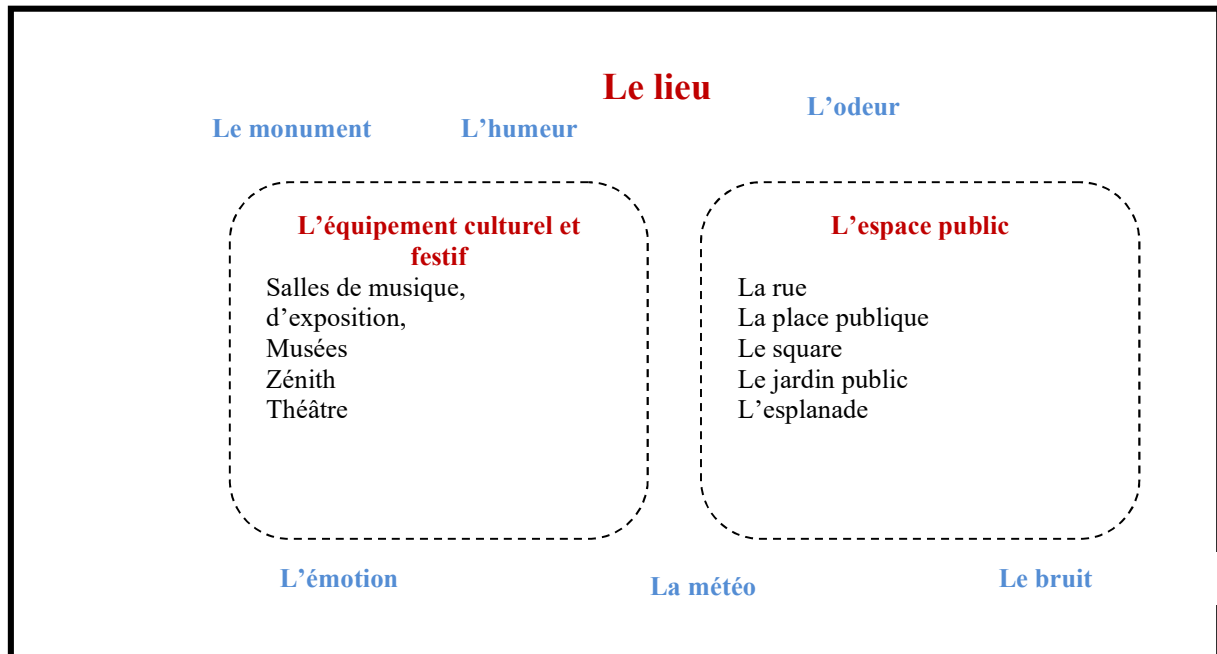 Le lieu
L’odeur
Le monument
L’humeur
L’équipement culturel et
festif
Salles de musique,
d’exposition,
Musées
Zénith
Théâtre
L’espace public
La rue
La place publique
Le square
Le jardin public
L’esplanade
L’émotion
La météo
Le bruit